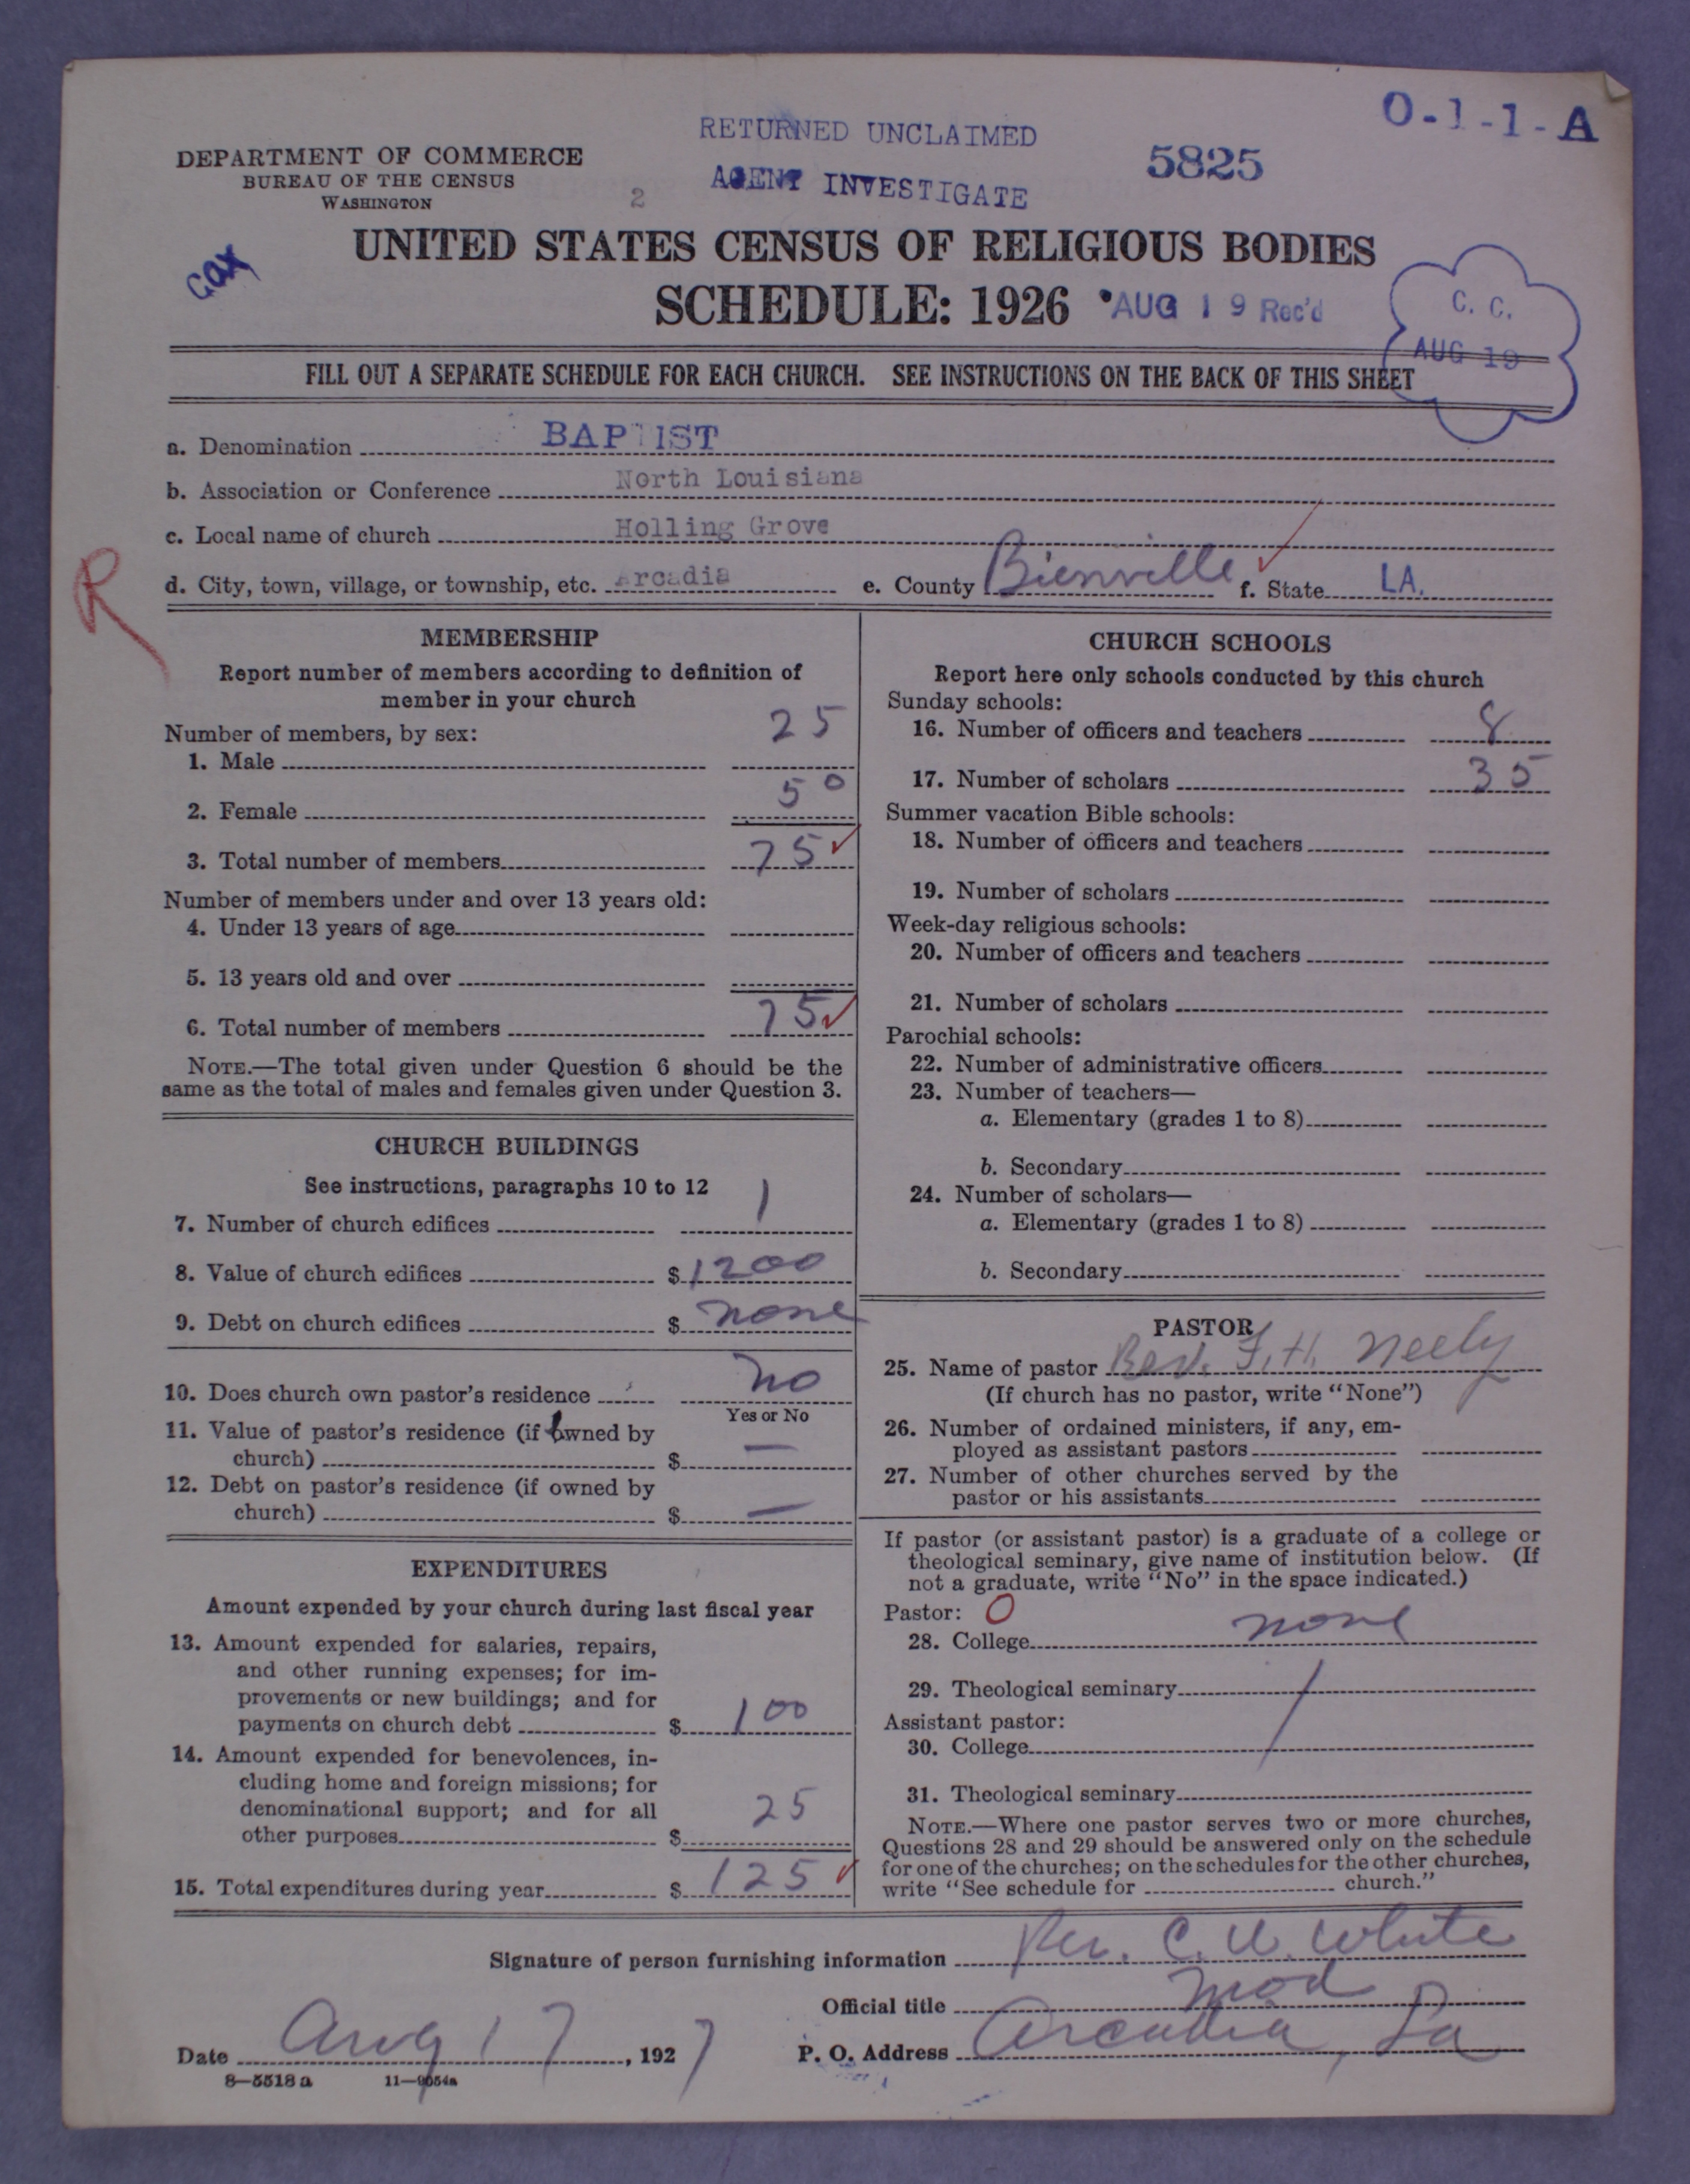 O-1-1-A
RETURNED UNCLAIMED
DEPARTMENT OF COMMERCE
BUREAU OF THE CENSUS
WASHINGTON
2
AGENT INVESTIGATE
5825
cax
UNITED STATES CENSUS OF RELIGIOUS BODIES
SCHEDULE: 1926 AUG 19 Rec'd
C. C.
AUG 19
FILL OUT A SEPARATE SCHEDULE FOR EACH CHURCH. SEE INSTRUCTIONS ON THE BACK OF THIS SHEET
a. Denomination BAPTIST
b. Association or Conference North Louisiana
c. Local name of church Holling Grove
d. City, town, village, or township, etc. Arcadia e. County Bienville f. State LA.
R
MEMBERSHIP
Report number of members according to definition of
member in your church
Number of members, by sex:
1. Male 25
2. Female 50
3. Total number of members 75
Number of members under and over 13 years old:
4. Under 13 years of age
5. 13 years old and over
6. Total number of members 75
NOTE.—The total given under Question 6 should be the
same as the total of males and females given under Question 3.
CHURCH BUILDINGS
See instructions, paragraphs 10 to 12
7. Number of church edifices 1
8. Value of church edifices $ 1200
9. Debt on church edifices $ none
10. Does church own pastor's residence no
Yes or No
11. Value of pastor's residence (if owned by
church) $ —
12. Debt on pastor's residence (if owned by
church) $ —
EXPENDITURES
Amount expended by your church during last fiscal year
13. Amount expended for salaries, repairs,
and other running expenses; for im-
provements or new buildings; and for
payments on church debt $ 100
14. Amount expended for benevolences, in-
cluding home and foreign missions; for
denominational support; and for all
other purposes $ 25
15. Total expenditures during year $ 125
CHURCH SCHOOLS
Report here only schools conducted by this church
Sunday schools:
16. Number of officers and teachers 8
17. Number of scholars 35
Summer vacation Bible schools:
18. Number of officers and teachers
19. Number of scholars
Week-day religious schools:
20. Number of officers and teachers
21. Number of scholars
Parochial schools:
22. Number of administrative officers
23. Number of teachers—
a. Elementary (grades 1 to 8)
b. Secondary
24. Number of scholars—
a. Elementary (grades 1 to 8)
b. Secondary
PASTOR
25. Name of pastor Rev. F. H. Neely
(If church has no pastor, write "None")
26. Number of ordained ministers, if any, em-
ployed as assistant pastors
27. Number of other churches served by the
pastor or his assistants
If pastor (or assistant pastor) is a graduate of a college or
theological seminary, give name of institution below. (If
not a graduate, write "No" in the space indicated.)
Pastor: O
28. College none
29. Theological seminary
Assistant pastor:
30. College
31. Theological seminary
NOTE.—Where one pastor serves two or more churches,
Questions 28 and 29 should be answered only on the schedule
for one of the churches; on the schedules for the other churches,
write "See schedule for church."
Signature of person furnishing information Rev. C. W. White
Official title Mod
Date Aug 17, 1927 P. O. Address Arcadia, La
8—5518a 11—9054a